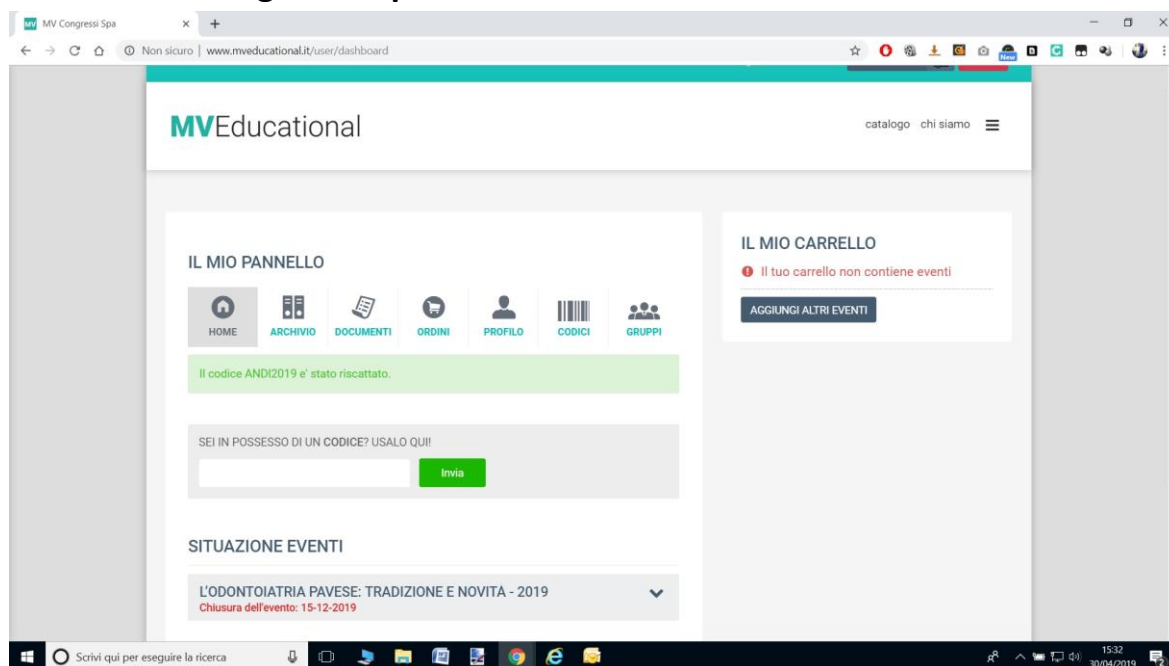 MV Congressi Spa
Non sicuro | www.mveducational.it/user/dashboard
New
MVEducational
catalogo chi siamo
IL MIO PANNELLO
HOME ARCHIVIO DOCUMENTI ORDINI PROFILO CODICI GRUPPI
Il codice ANDI2019 e' stato riscattato.
SEI IN POSSESSO DI UN CODICE? USALO QUI!
Invia
SITUAZIONE EVENTI
L'ODONTOIATRIA PAVESE: TRADIZIONE E NOVITÀ - 2019
Chiusura dell'evento: 15-12-2019
IL MIO CARRELLO
Il tuo carrello non contiene eventi
AGGIUNGI ALTRI EVENTI
Scrivi qui per eseguire la ricerca
15:32
30/04/2019